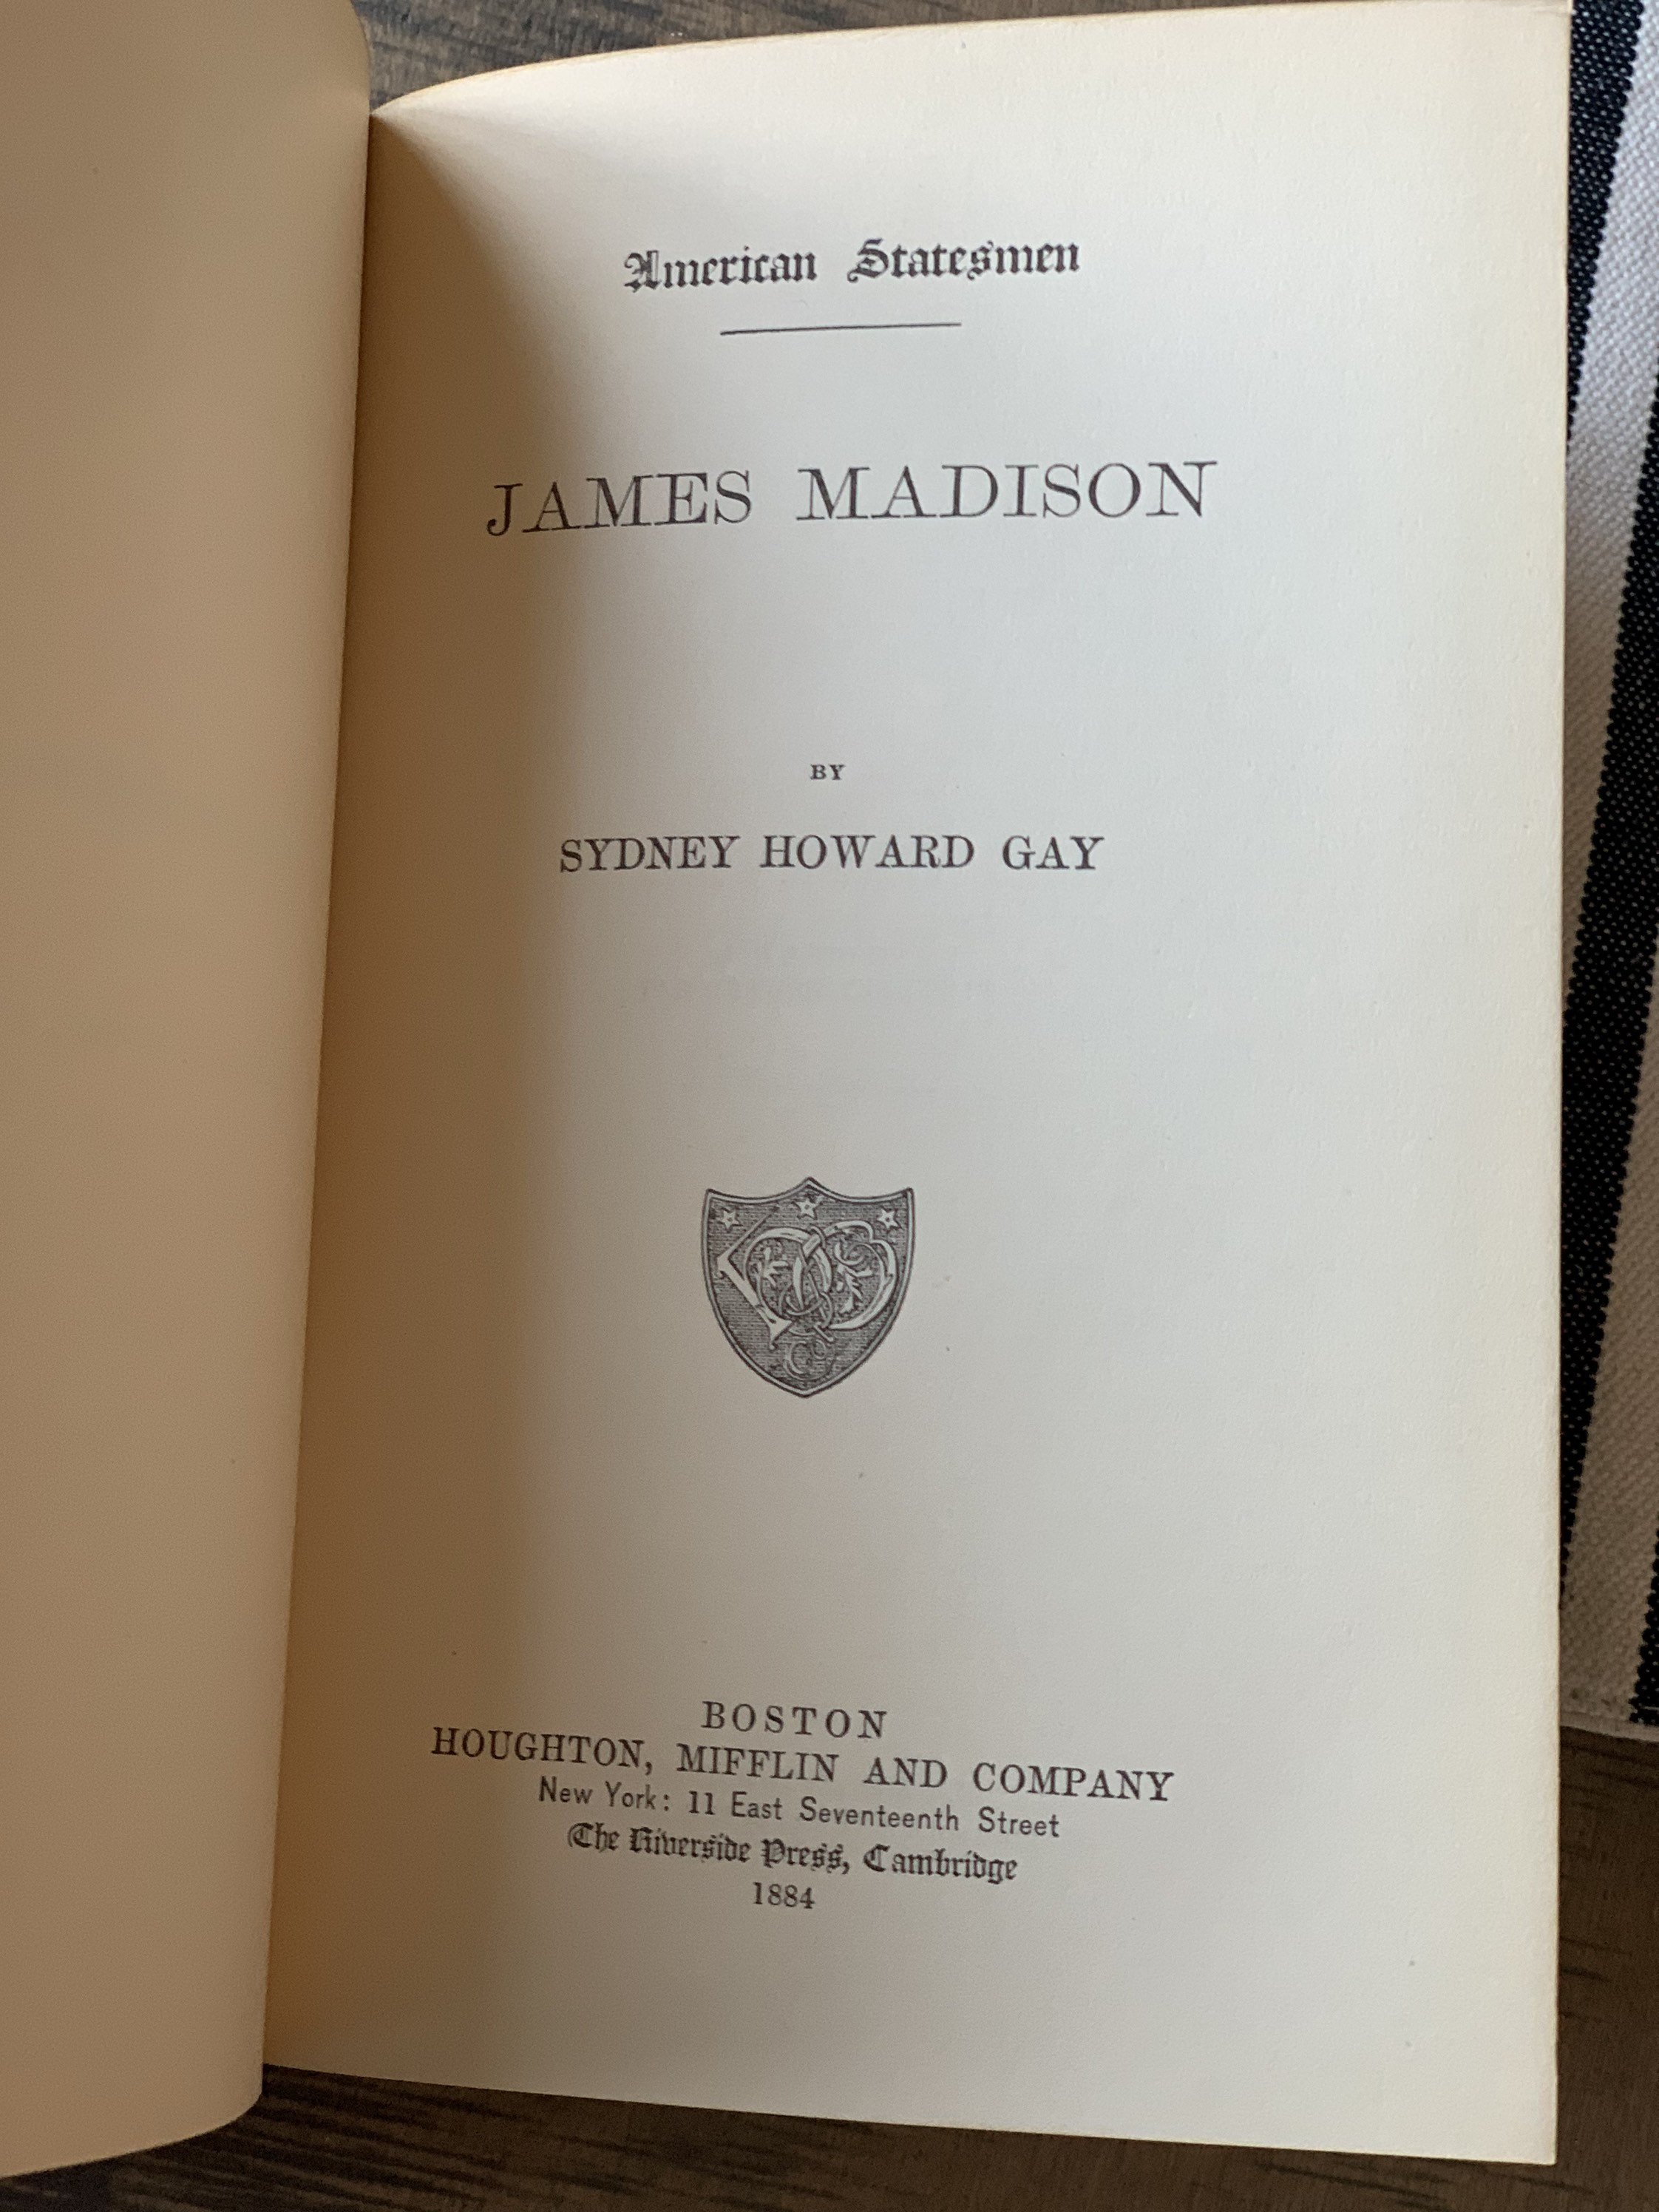 American Statesmen
JAMES MADISON
BY
SYDNEY HOWARD GAY
BOSTON
HOUGHTON, MIFFLIN AND COMPANY
New York: 11 East Seventeenth Street
The Riverside Press, Cambridge
1884